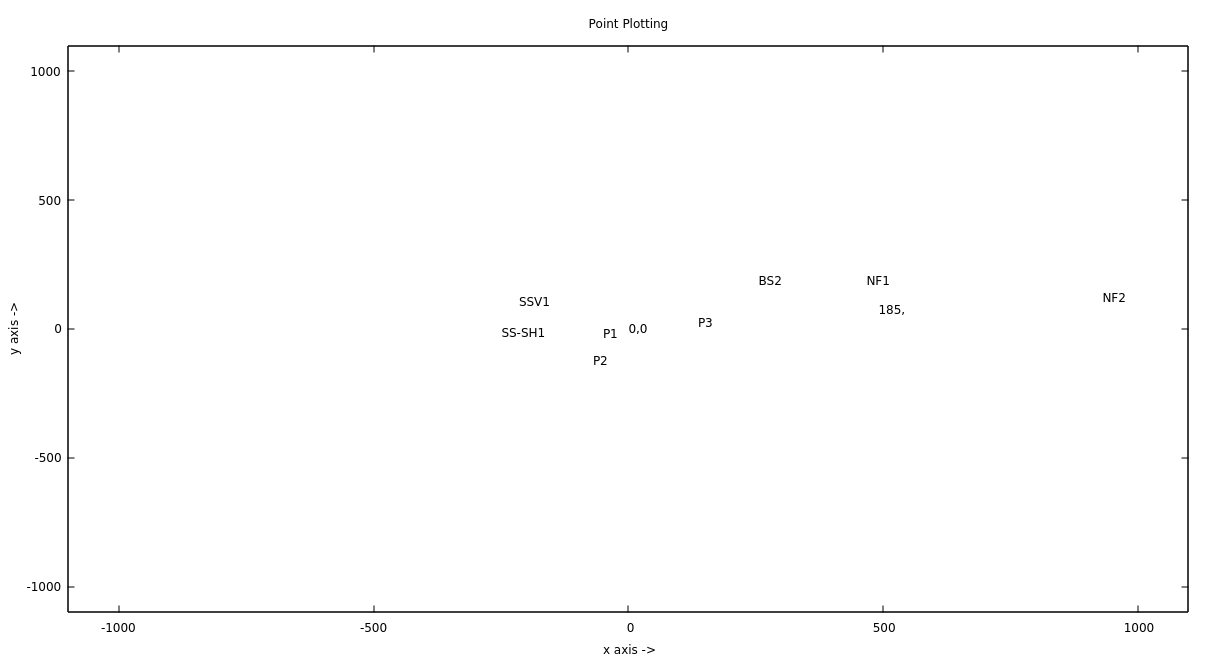 Point Plotting
1000
500
BS2 NF1
NF2
SSV1
185,
P3
y axis -> 0 SS-SH1 P1 0,0
P2
-500
-1000
-1000 -500 0 500 1000
x axis ->